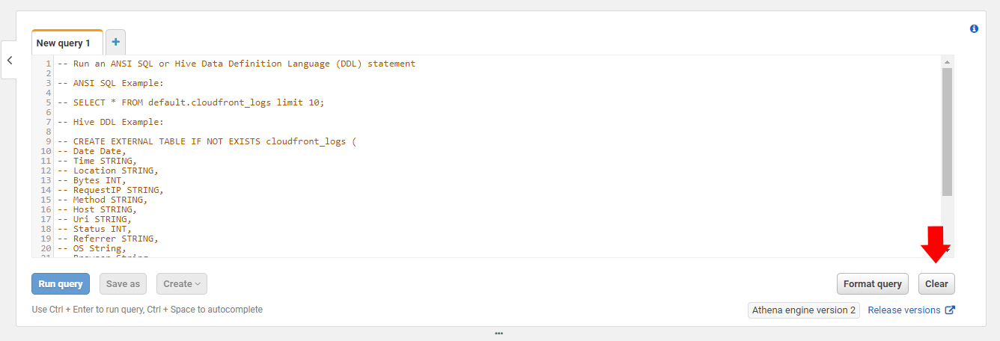 New query 1
1 -- Run an ANSI SQL or Hive Data Definition Language (DDL) statement
2
3 -- ANSI SQL Example:
4
5 -- SELECT * FROM default.cloudfront_logs limit 10;
6
7 -- Hive DDL Example:
8
9 -- CREATE EXTERNAL TABLE IF NOT EXISTS cloudfront_logs (
10 -- Date Date,
11 -- Time STRING,
12 -- Location STRING,
13 -- Bytes INT,
14 -- RequestIP STRING,
15 -- Method STRING,
16 -- Host STRING,
17 -- Uri STRING,
18 -- Status INT,
19 -- Referrer STRING,
20 -- OS String,
21 -- Browser String
Run query Save as Create Format query Clear
Use Ctrl + Enter to run query, Ctrl + Space to autocomplete Athena engine version 2 Release versions